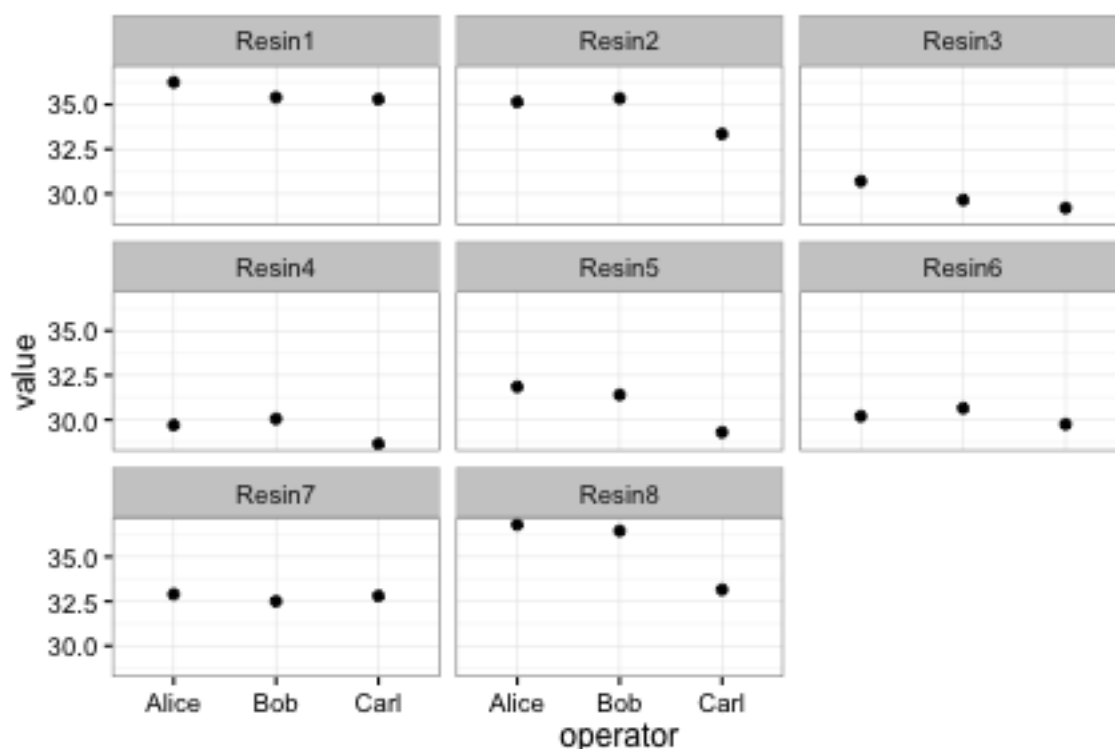 Resin1 Resin2 Resin3
35.0
32.5
30.0
Resin4 Resin5 Resin6
35.0
32.5
30.0
value
Resin7 Resin8
35.0
32.5
30.0
Alice Bob Carl Alice Bob Carl
operator